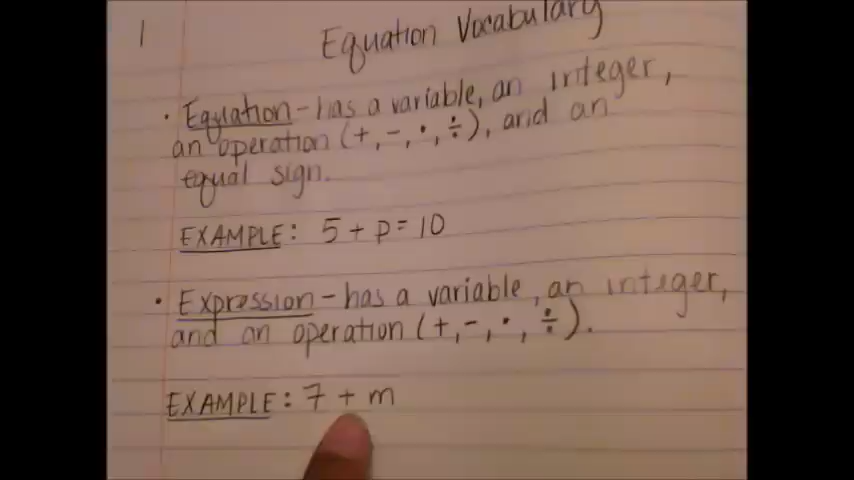 1
Equation Vocabulary
• Equation - has a variable, an integer,
an operation (+, -, •, ÷), and an
equal sign.
EXAMPLE: 5 + p = 10
• Expression - has a variable, an integer,
and an operation (+, -, •, ÷).
EXAMPLE: 7 + m